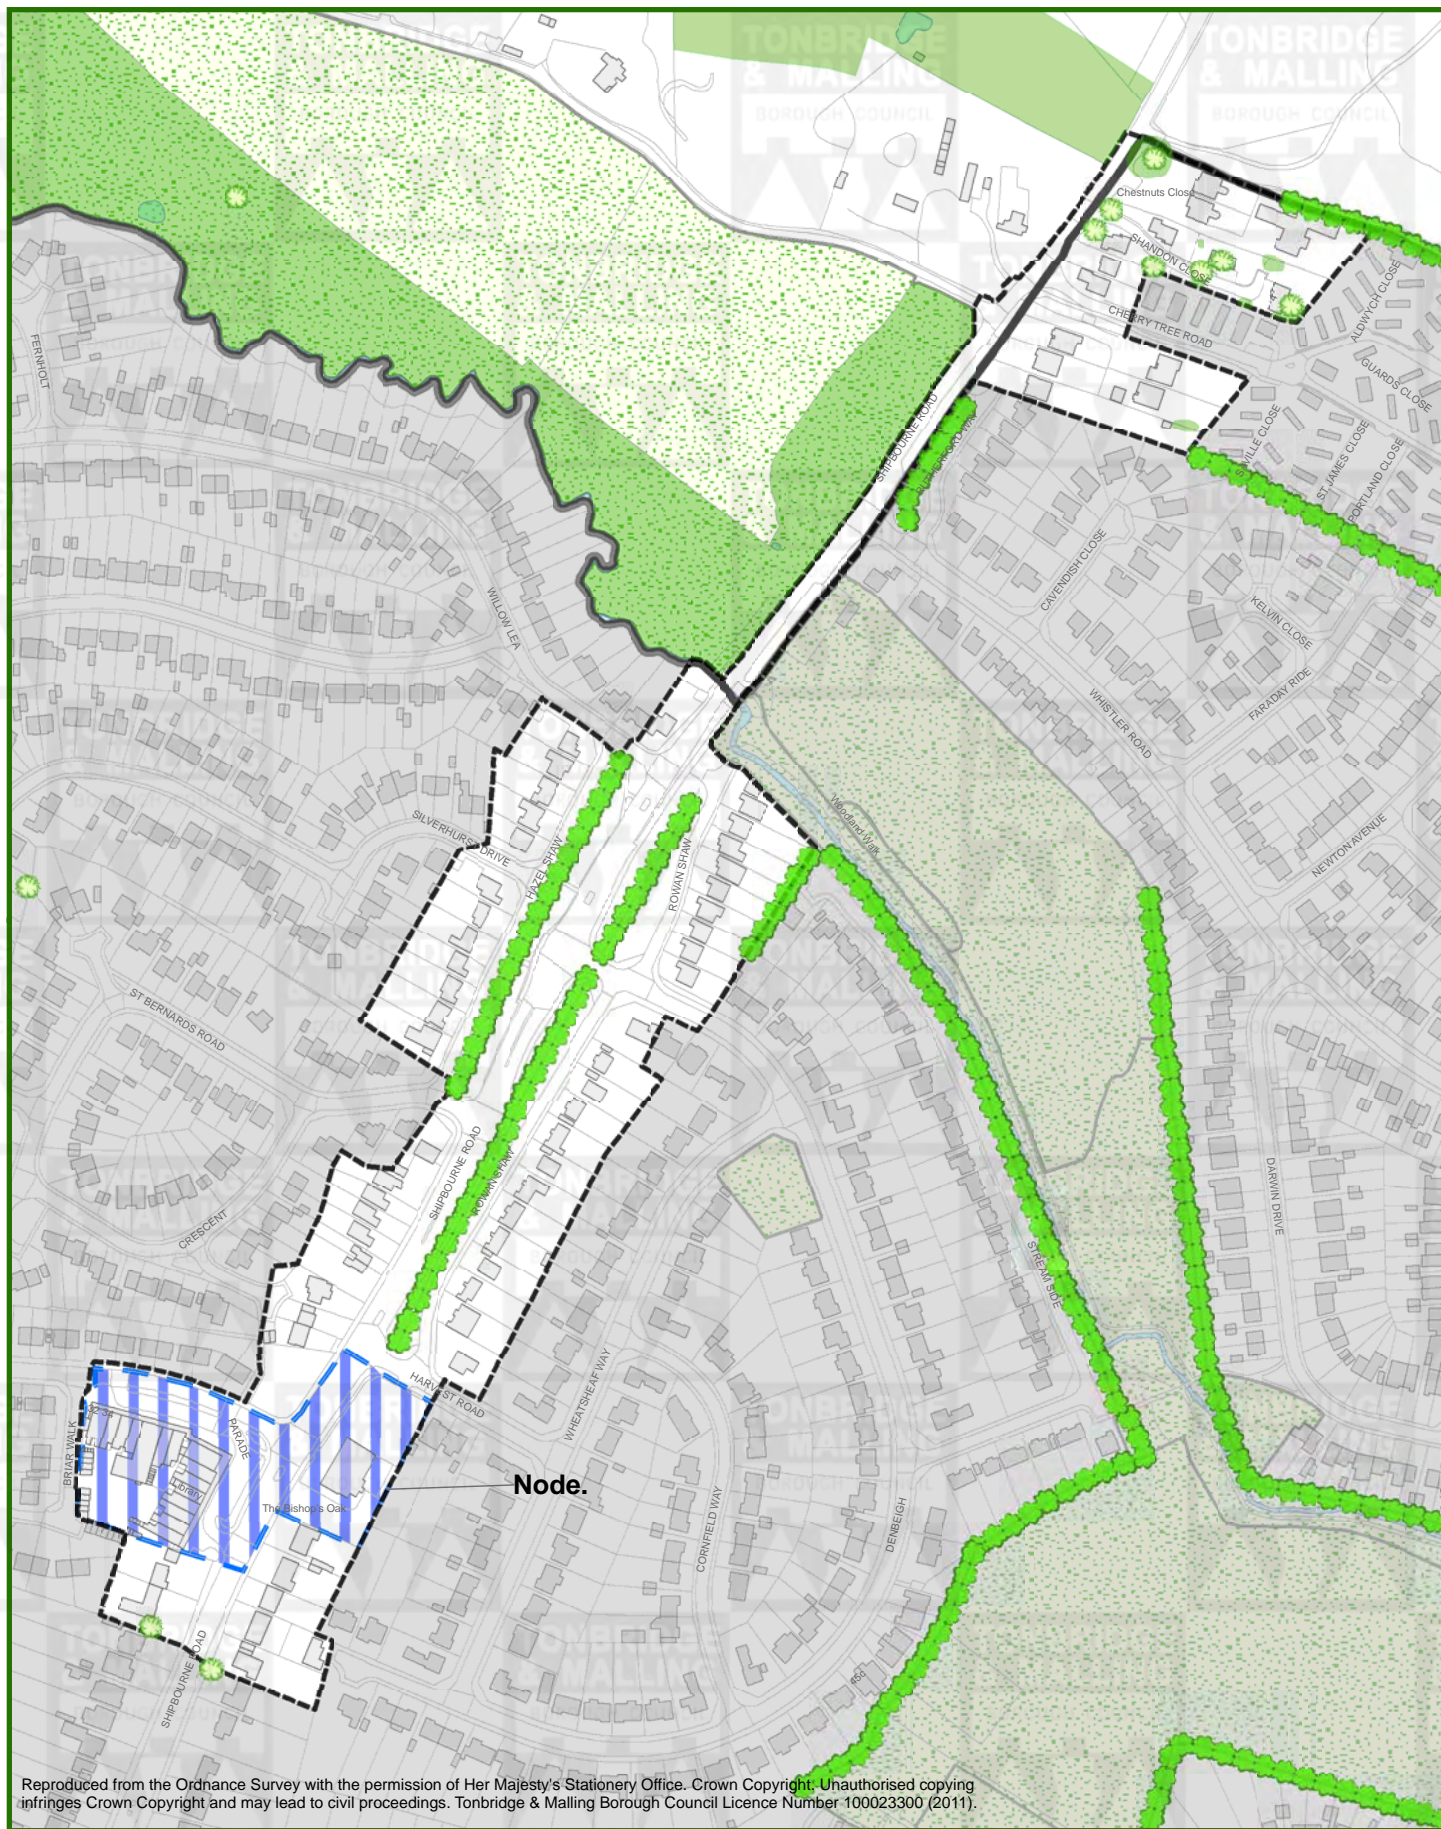 TONBRIDGE
& MALLING
BOROUGH COUNCIL
TONBRIDGE
& MALLING
BOROUGH COUNCIL
Chestnuts Close
SHANDON CLOSE
CHERRY TREE ROAD
ALDWYCH CLOSE
GUARDS CLOSE
FERNHOLT
SHIPBOURNE ROAD
SAVILLE CLOSE
ST JAMES CLOSE
PORTLAND CLOSE
CAVENDISH CLOSE
WILLOW LEA
KELVIN CLOSE
FARADAY RIDE
WHISTLER ROAD
Woodland Walk
NEWTON AVENUE
SILVERHURST DRIVE
HAZEL SHAW
ROWAN SHAW
ST BERNARDS ROAD
SHIPBOURNE ROAD
ROWAN SHAW
CRESCENT
DARWIN DRIVE
STREAM SIDE
HARVEST ROAD
WHEATSHEAF WAY
BRIAR WALK
PARADE
Library
The Bishop's Oak
Node.
CORNFIELD WAY
DENBEIGH
SHIPBOURNE ROAD
Reproduced from the Ordnance Survey with the permission of Her Majesty's Stationery Office. Crown Copyright. Unauthorised copying
infringes Crown Copyright and may lead to civil proceedings. Tonbridge & Malling Borough Council Licence Number 100023300 (2011).